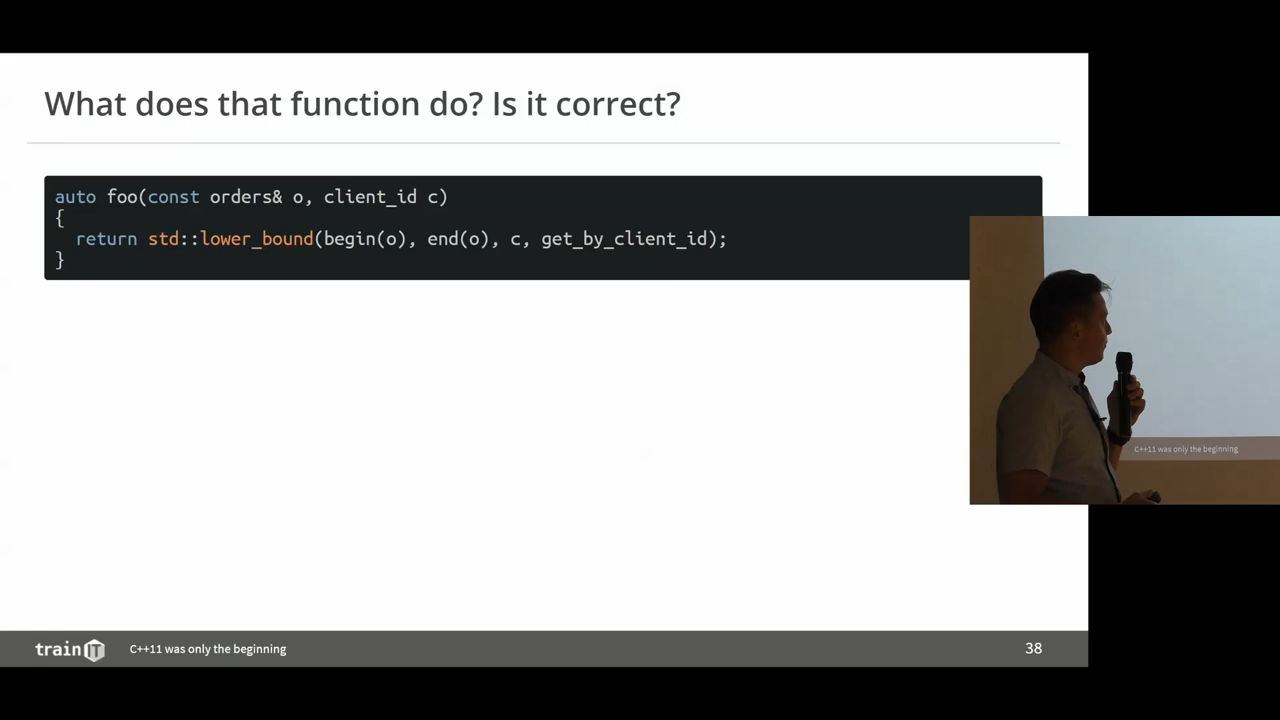 What does that function do? Is it correct?
auto foo(const orders& o, client_id c)
{
return std::lower_bound(begin(o), end(o), c, get_by_client_id);
}
C++11 was only the beginning
train IT
C++11 was only the beginning
38